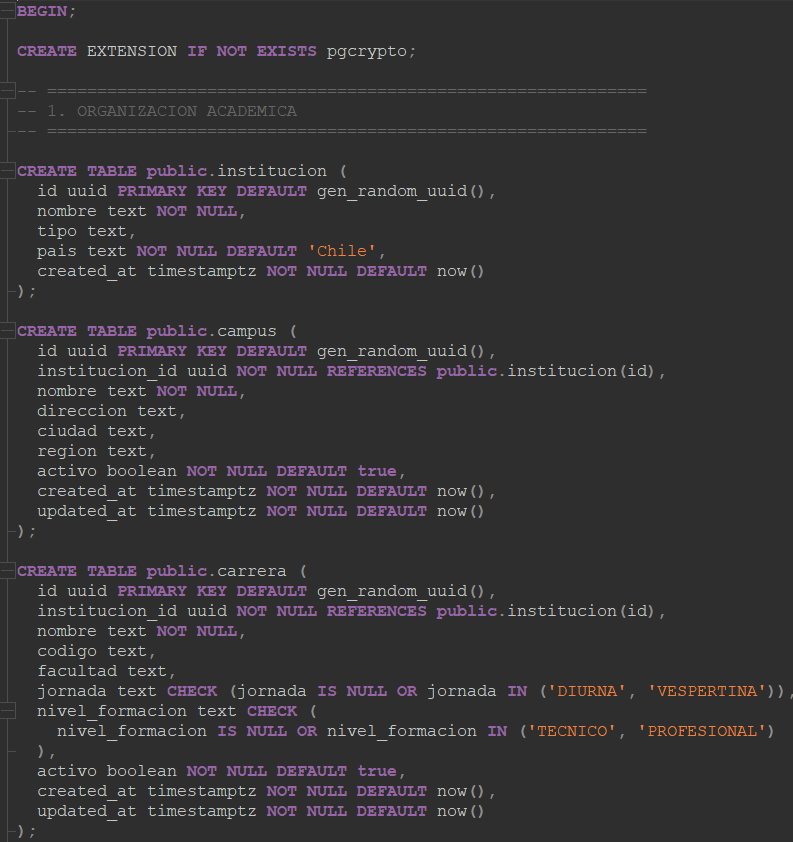 BEGIN;
CREATE EXTENSION IF NOT EXISTS pgcrypto;
-- ============================================================
-- 1. ORGANIZACION ACADEMICA
-- ============================================================
CREATE TABLE public.institucion (
  id uuid PRIMARY KEY DEFAULT gen_random_uuid(),
  nombre text NOT NULL,
  tipo text,
  pais text NOT NULL DEFAULT 'Chile',
  created_at timestamptz NOT NULL DEFAULT now()
);
CREATE TABLE public.campus (
  id uuid PRIMARY KEY DEFAULT gen_random_uuid(),
  institucion_id uuid NOT NULL REFERENCES public.institucion(id),
  nombre text NOT NULL,
  direccion text,
  ciudad text,
  region text,
  activo boolean NOT NULL DEFAULT true,
  created_at timestamptz NOT NULL DEFAULT now(),
  updated_at timestamptz NOT NULL DEFAULT now()
);
CREATE TABLE public.carrera (
  id uuid PRIMARY KEY DEFAULT gen_random_uuid(),
  institucion_id uuid NOT NULL REFERENCES public.institucion(id),
  nombre text NOT NULL,
  codigo text,
  facultad text,
  jornada text CHECK (jornada IS NULL OR jornada IN ('DIURNA', 'VESPERTINA')),
  nivel_formacion text CHECK (
    nivel_formacion IS NULL OR nivel_formacion IN ('TECNICO', 'PROFESIONAL')
  ),
  activo boolean NOT NULL DEFAULT true,
  created_at timestamptz NOT NULL DEFAULT now(),
  updated_at timestamptz NOT NULL DEFAULT now()
);